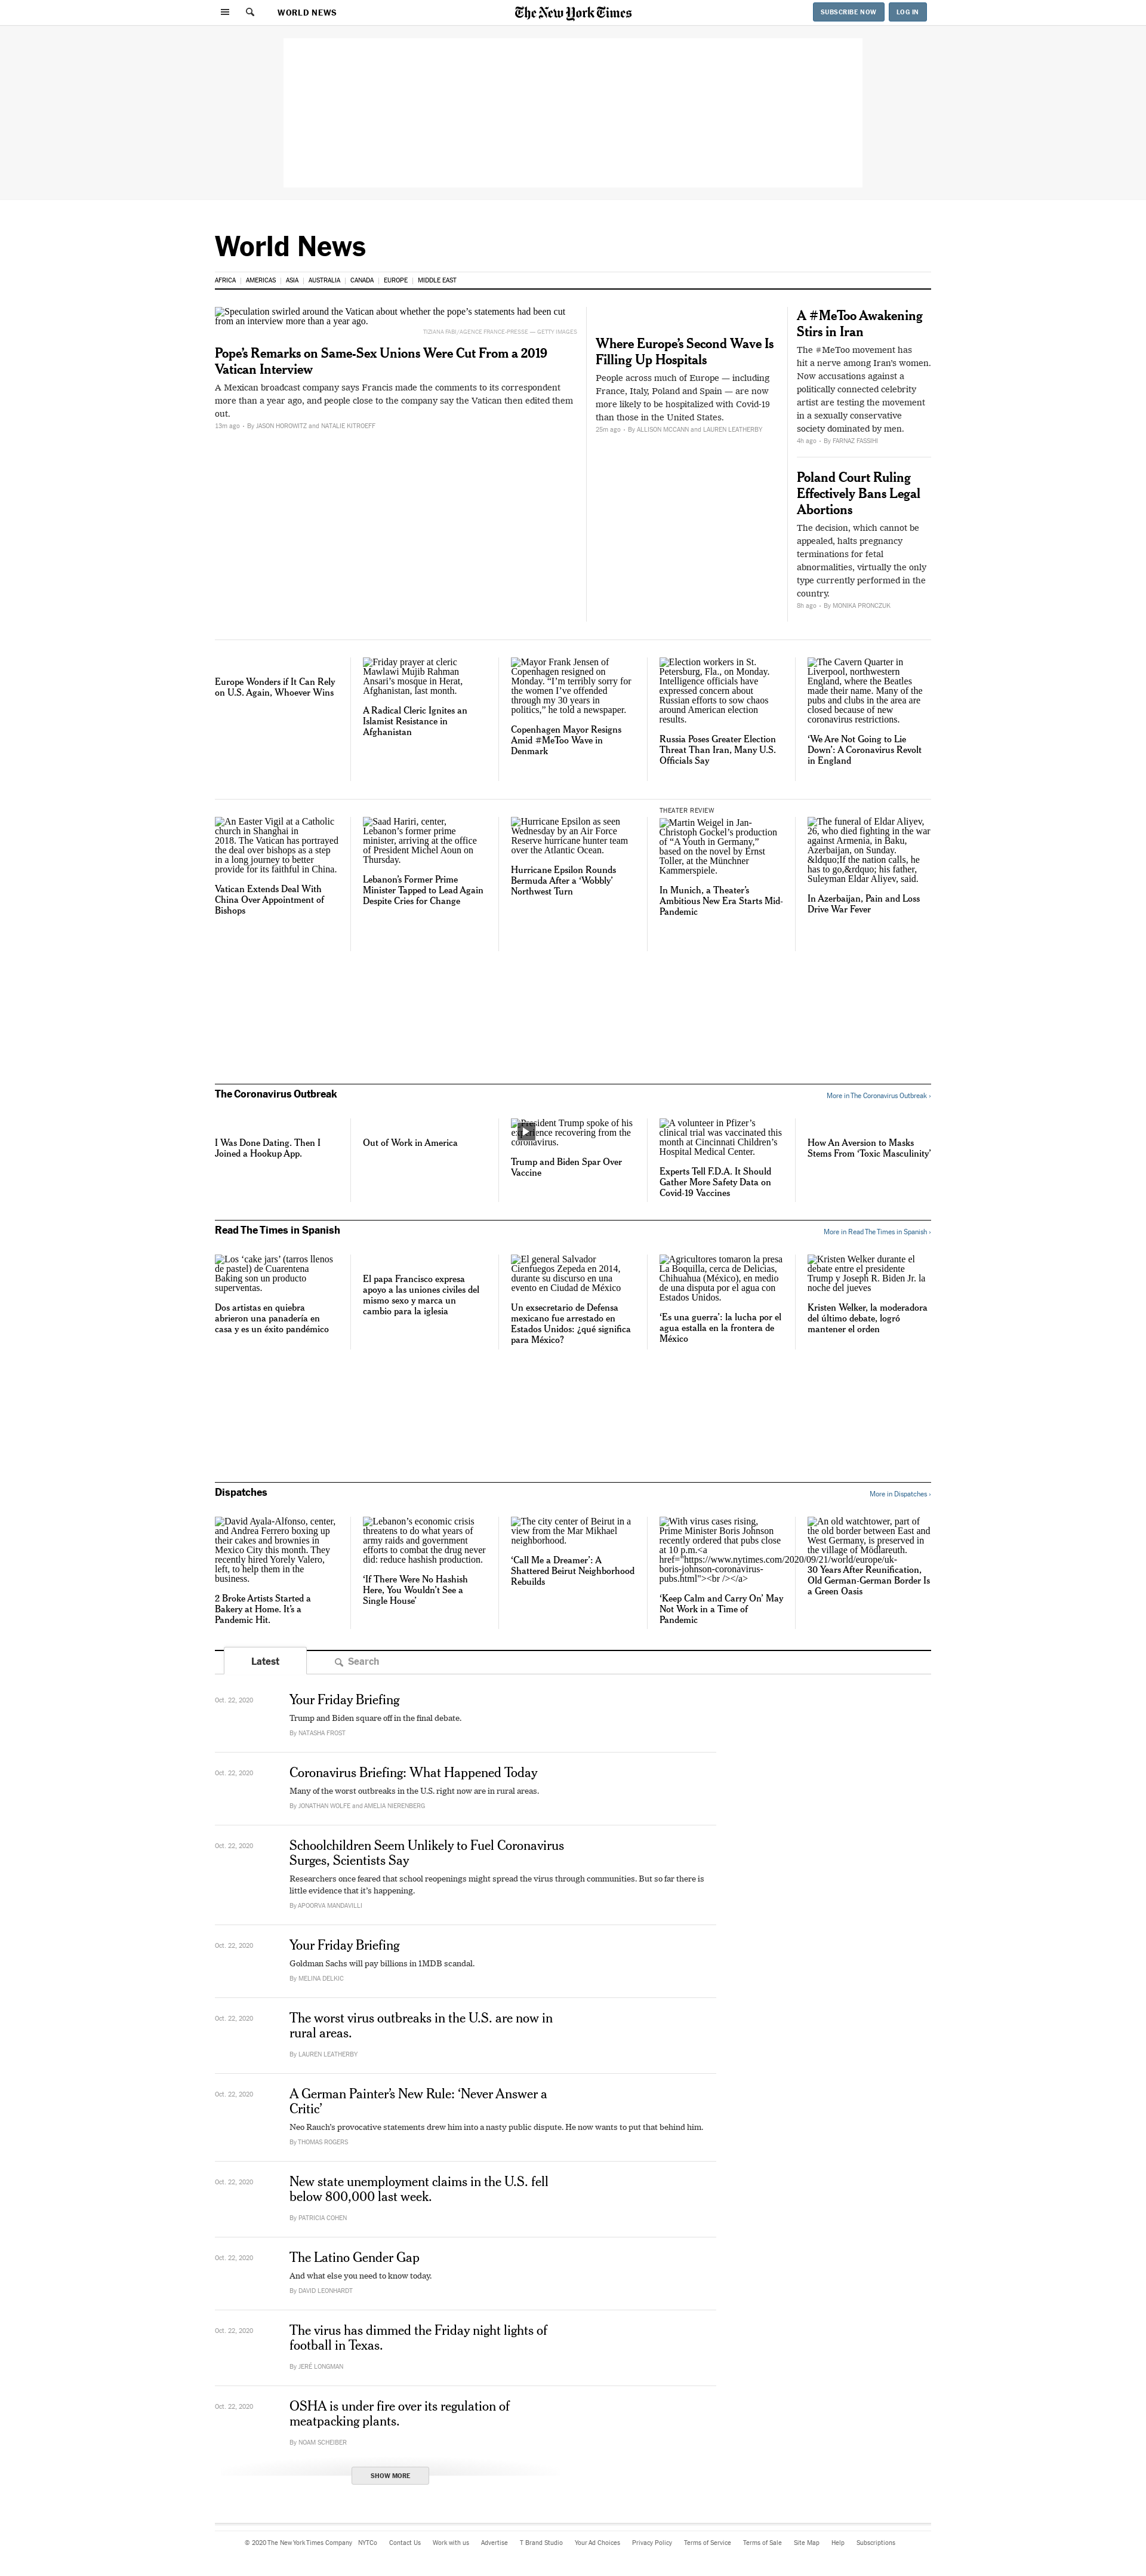 WORLD NEWS
The New York Times
SUBSCRIBE NOW
LOG IN
World News
AFRICA
AMERICAS
ASIA
AUSTRALIA
CANADA
EUROPE
MIDDLE EAST
Speculation swirled around the Vatican about whether the pope's statements had been cut
from an interview more than a year ago.
TIZIANA FABI/AGENCE FRANCE-PRESSE — GETTY IMAGES
Pope's Remarks on Same-Sex Unions Were Cut From a 2019
Vatican Interview
A Mexican broadcast company says Francis made the comments to its correspondent
more than a year ago, and people close to the company say the Vatican then edited them
out.
13m ago • By JASON HOROWITZ and NATALIE KITROEFF
Where Europe's Second Wave Is
Filling Up Hospitals
People across much of Europe — including
France, Italy, Poland and Spain — are now
more likely to be hospitalized with Covid-19
than those in the United States.
25m ago • By ALLISON MCCANN and LAUREN LEATHERBY
A #MeToo Awakening
Stirs in Iran
The #MeToo movement has
hit a nerve among Iran's women.
Now accusations against a
politically connected celebrity
artist are testing the movement
in a sexually conservative
society dominated by men.
4h ago • By FARNAZ FASSIHI
Poland Court Ruling
Effectively Bans Legal
Abortions
The decision, which cannot be
appealed, halts pregnancy
terminations for fetal
abnormalities, virtually the only
type currently performed in the
country.
8h ago • By MONIKA PRONCZUK
Europe Wonders if It Can Rely
on U.S. Again, Whoever Wins
Friday prayer at cleric
Mawlawi Mujib Rahman
Ansari's mosque in Herat,
Afghanistan, last month.
A Radical Cleric Ignites an
Islamist Resistance in
Afghanistan
Mayor Frank Jensen of
Copenhagen resigned on
Monday. “I'm terribly sorry for
the women I've offended
through my 30 years in
politics,” he told a newspaper.
Copenhagen Mayor Resigns
Amid #MeToo Wave in
Denmark
Election workers in St.
Petersburg, Fla., on Monday.
Intelligence officials have
expressed concern about
Russian efforts to sow chaos
around American election
results.
Russia Poses Greater Election
Threat Than Iran, Many U.S.
Officials Say
The Cavern Quarter in
Liverpool, northwestern
England, where the Beatles
made their name. Many of the
pubs and clubs in the area are
closed because of new
coronavirus restrictions.
‘We Are Not Going to Lie
Down’: A Coronavirus Revolt
in England
An Easter Vigil at a Catholic
church in Shanghai in
2018. The Vatican has portrayed
the deal over bishops as a step
in a long journey to better
provide for its faithful in China.
Vatican Extends Deal With
China Over Appointment of
Bishops
Saad Hariri, center,
Lebanon's former prime
minister, arriving at the office
of President Michel Aoun on
Thursday.
Lebanon's Former Prime
Minister Tapped to Lead Again
Despite Cries for Change
Hurricane Epsilon as seen
Wednesday by an Air Force
Reserve hurricane hunter team
over the Atlantic Ocean.
Hurricane Epsilon Rounds
Bermuda After a ‘Wobbly’
Northwest Turn
THEATER REVIEW
Martin Weigel in Jan-
Christoph Gockel's production
of “A Youth in Germany,”
based on the novel by Ernst
Toller, at the Münchner
Kammerspiele.
In Munich, a Theater's
Ambitious New Era Starts Mid-
Pandemic
The funeral of Eldar Aliyev,
26, who died fighting in the war
against Armenia, in Baku,
Azerbaijan, on Sunday.
&ldquo;If the nation calls, he
has to go,&rdquo; his father,
Suleyman Eldar Aliyev, said.
In Azerbaijan, Pain and Loss
Drive War Fever
The Coronavirus Outbreak
More in The Coronavirus Outbreak ›
I Was Done Dating. Then I
Joined a Hookup App.
Out of Work in America
President Trump spoke of his
experience recovering from the
coronavirus.
Trump and Biden Spar Over
Vaccine
A volunteer in Pfizer's
clinical trial was vaccinated this
month at Cincinnati Children's
Hospital Medical Center.
Experts Tell F.D.A. It Should
Gather More Safety Data on
Covid-19 Vaccines
How An Aversion to Masks
Stems From ‘Toxic Masculinity’
Read The Times in Spanish
More in Read The Times in Spanish ›
Los ‘cake jars’ (tarros llenos
de pastel) de Cuarentena
Baking son un producto
superventas.
Dos artistas en quiebra
abrieron una panadería en
casa y es un éxito pandémico
El papa Francisco expresa
apoyo a las uniones civiles del
mismo sexo y marca un
cambio para la iglesia
El general Salvador
Cienfuegos Zepeda en 2014,
durante su discurso en una
evento en Ciudad de México
Un exsecretario de Defensa
mexicano fue arrestado en
Estados Unidos: ¿qué significa
para México?
Agricultores tomaron la presa
La Boquilla, cerca de Delicias,
Chihuahua (México), en medio
de una disputa por el agua con
Estados Unidos.
‘Es una guerra’: la lucha por el
agua estalla en la frontera de
México
Kristen Welker durante el
debate entre el presidente
Trump y Joseph R. Biden Jr. la
noche del jueves
Kristen Welker, la moderadora
del último debate, logró
mantener el orden
Dispatches
More in Dispatches ›
David Ayala-Alfonso, center,
and Andrea Ferrero boxing up
their cakes and brownies in
Mexico City this month. They
recently hired Yorely Valero,
left, to help them in the
business.
2 Broke Artists Started a
Bakery at Home. It's a
Pandemic Hit.
Lebanon's economic crisis
threatens to do what years of
army raids and government
efforts to combat the drug never
did: reduce hashish production.
‘If There Were No Hashish
Here, You Wouldn't See a
Single House’
The city center of Beirut in a
view from the Mar Mikhael
neighborhood.
‘Call Me a Dreamer’: A
Shattered Beirut Neighborhood
Rebuilds
With virus cases rising,
Prime Minister Boris Johnson
recently ordered that pubs close
at 10 p.m.<a
href="https://www.nytimes.com/2020/09/21/world/europe/uk-
boris-johnson-coronavirus-
pubs.html"><br /></a>
‘Keep Calm and Carry On’ May
Not Work in a Time of
Pandemic
An old watchtower, part of
the old border between East and
West Germany, is preserved in
the village of Mödlareuth.
30 Years After Reunification,
Old German-German Border Is
a Green Oasis
Latest
Search
Oct. 22, 2020
Your Friday Briefing
Trump and Biden square off in the final debate.
By NATASHA FROST
Oct. 22, 2020
Coronavirus Briefing: What Happened Today
Many of the worst outbreaks in the U.S. right now are in rural areas.
By JONATHAN WOLFE and AMELIA NIERENBERG
Oct. 22, 2020
Schoolchildren Seem Unlikely to Fuel Coronavirus
Surges, Scientists Say
Researchers once feared that school reopenings might spread the virus through communities. But so far there is
little evidence that it's happening.
By APOORVA MANDAVILLI
Oct. 22, 2020
Your Friday Briefing
Goldman Sachs will pay billions in 1MDB scandal.
By MELINA DELKIC
Oct. 22, 2020
The worst virus outbreaks in the U.S. are now in
rural areas.
By LAUREN LEATHERBY
Oct. 22, 2020
A German Painter's New Rule: ‘Never Answer a
Critic’
Neo Rauch's provocative statements drew him into a nasty public dispute. He now wants to put that behind him.
By THOMAS ROGERS
Oct. 22, 2020
New state unemployment claims in the U.S. fell
below 800,000 last week.
By PATRICIA COHEN
Oct. 22, 2020
The Latino Gender Gap
And what else you need to know today.
By DAVID LEONHARDT
Oct. 22, 2020
The virus has dimmed the Friday night lights of
football in Texas.
By JERÉ LONGMAN
Oct. 22, 2020
OSHA is under fire over its regulation of
meatpacking plants.
By NOAM SCHEIBER
SHOW MORE
© 2020 The New York Times Company
NYTCo
Contact Us
Work with us
Advertise
T Brand Studio
Your Ad Choices
Privacy Policy
Terms of Service
Terms of Sale
Site Map
Help
Subscriptions